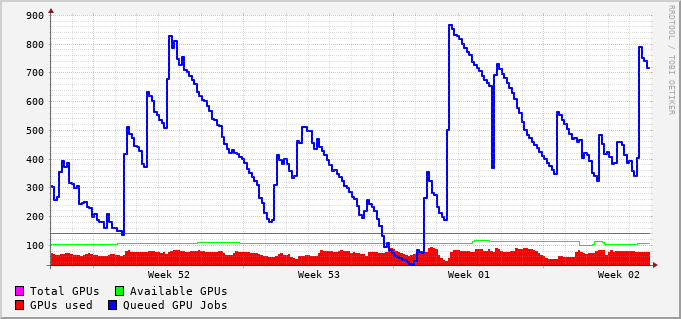 900
800
700
600
500
400
300
200
100
Week 52 Week 53 Week 01 Week 02
Total GPUs Available GPUs
GPUs used Queued GPU Jobs
RRDTOOL / TOBI OETIKER